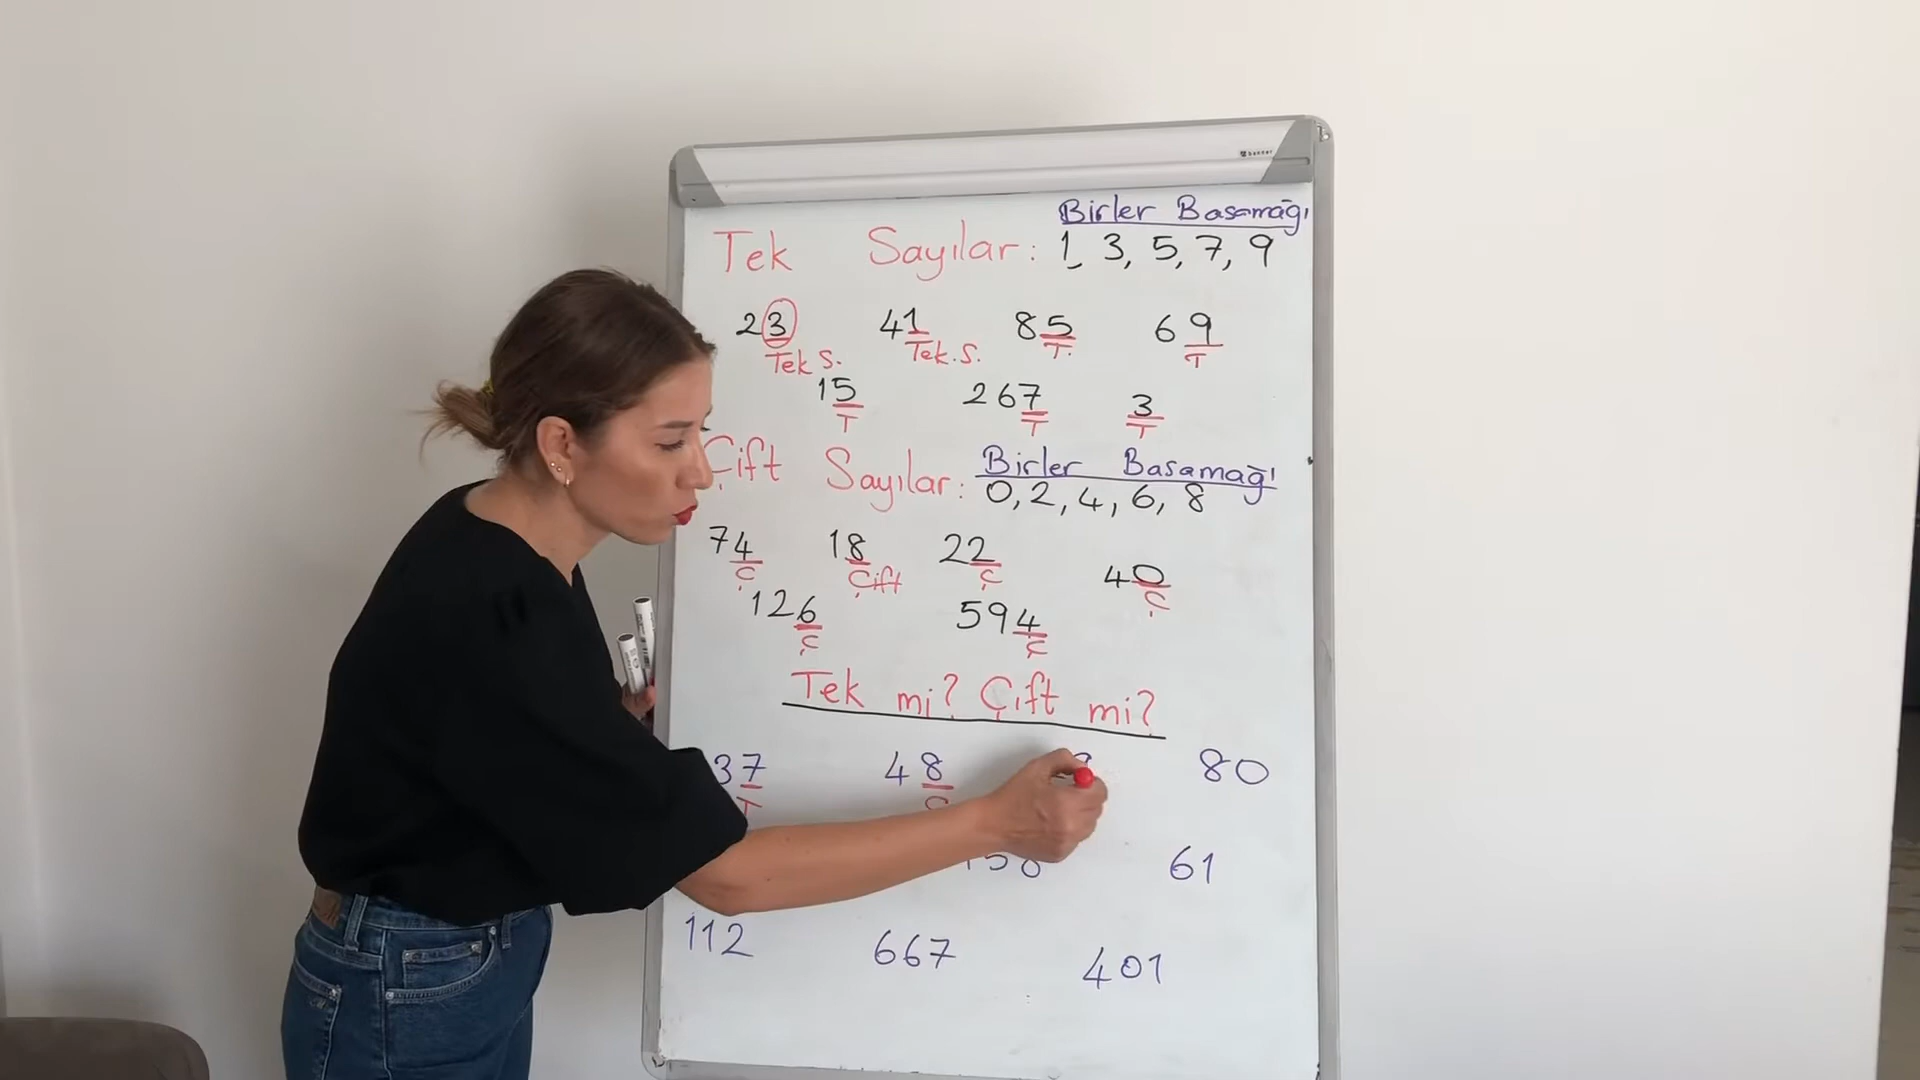 Birler Basamağı
Tek Sayılar: 1, 3, 5, 7, 9
23 41 85 69
Tek S. Tek.S. T. T
15 267 3
T T T
Çift Sayılar: Birler Basamağı
0, 2, 4, 6, 8
74 18 22 40
Ç Çift Ç Ç
126 594
Ç Ç
Tek mi? Çift mi?
37 48 80
T Ç
158 61
112 667 401